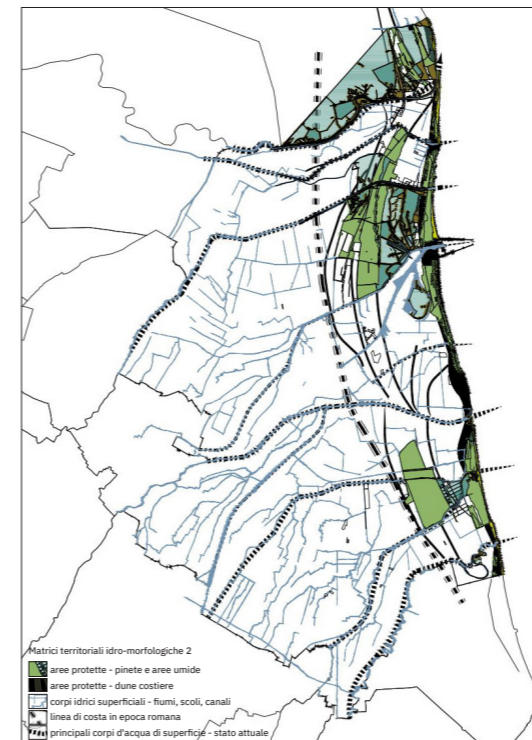 Matrici territoriali idro-morfologiche 2
aree protette - pinete e aree umide
aree protette - dune costiere
corpi idrici superficiali - fiumi, scoli, canali
linea di costa in epoca romana
principali corpi d'acqua di superficie - stato attuale